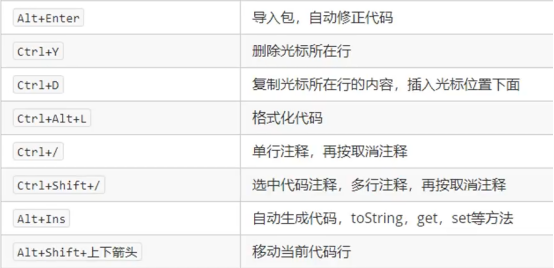 Alt+Enter 导入包，自动修正代码
Ctrl+Y 删除光标所在行
Ctrl+D 复制光标所在行的内容，插入光标位置下面
Ctrl+Alt+L 格式化代码
Ctrl+/ 单行注释，再按取消注释
Ctrl+Shift+/ 选中代码注释，多行注释，再按取消注释
Alt+Ins 自动生成代码，toString，get，set等方法
Alt+Shift+上下箭头 移动当前代码行